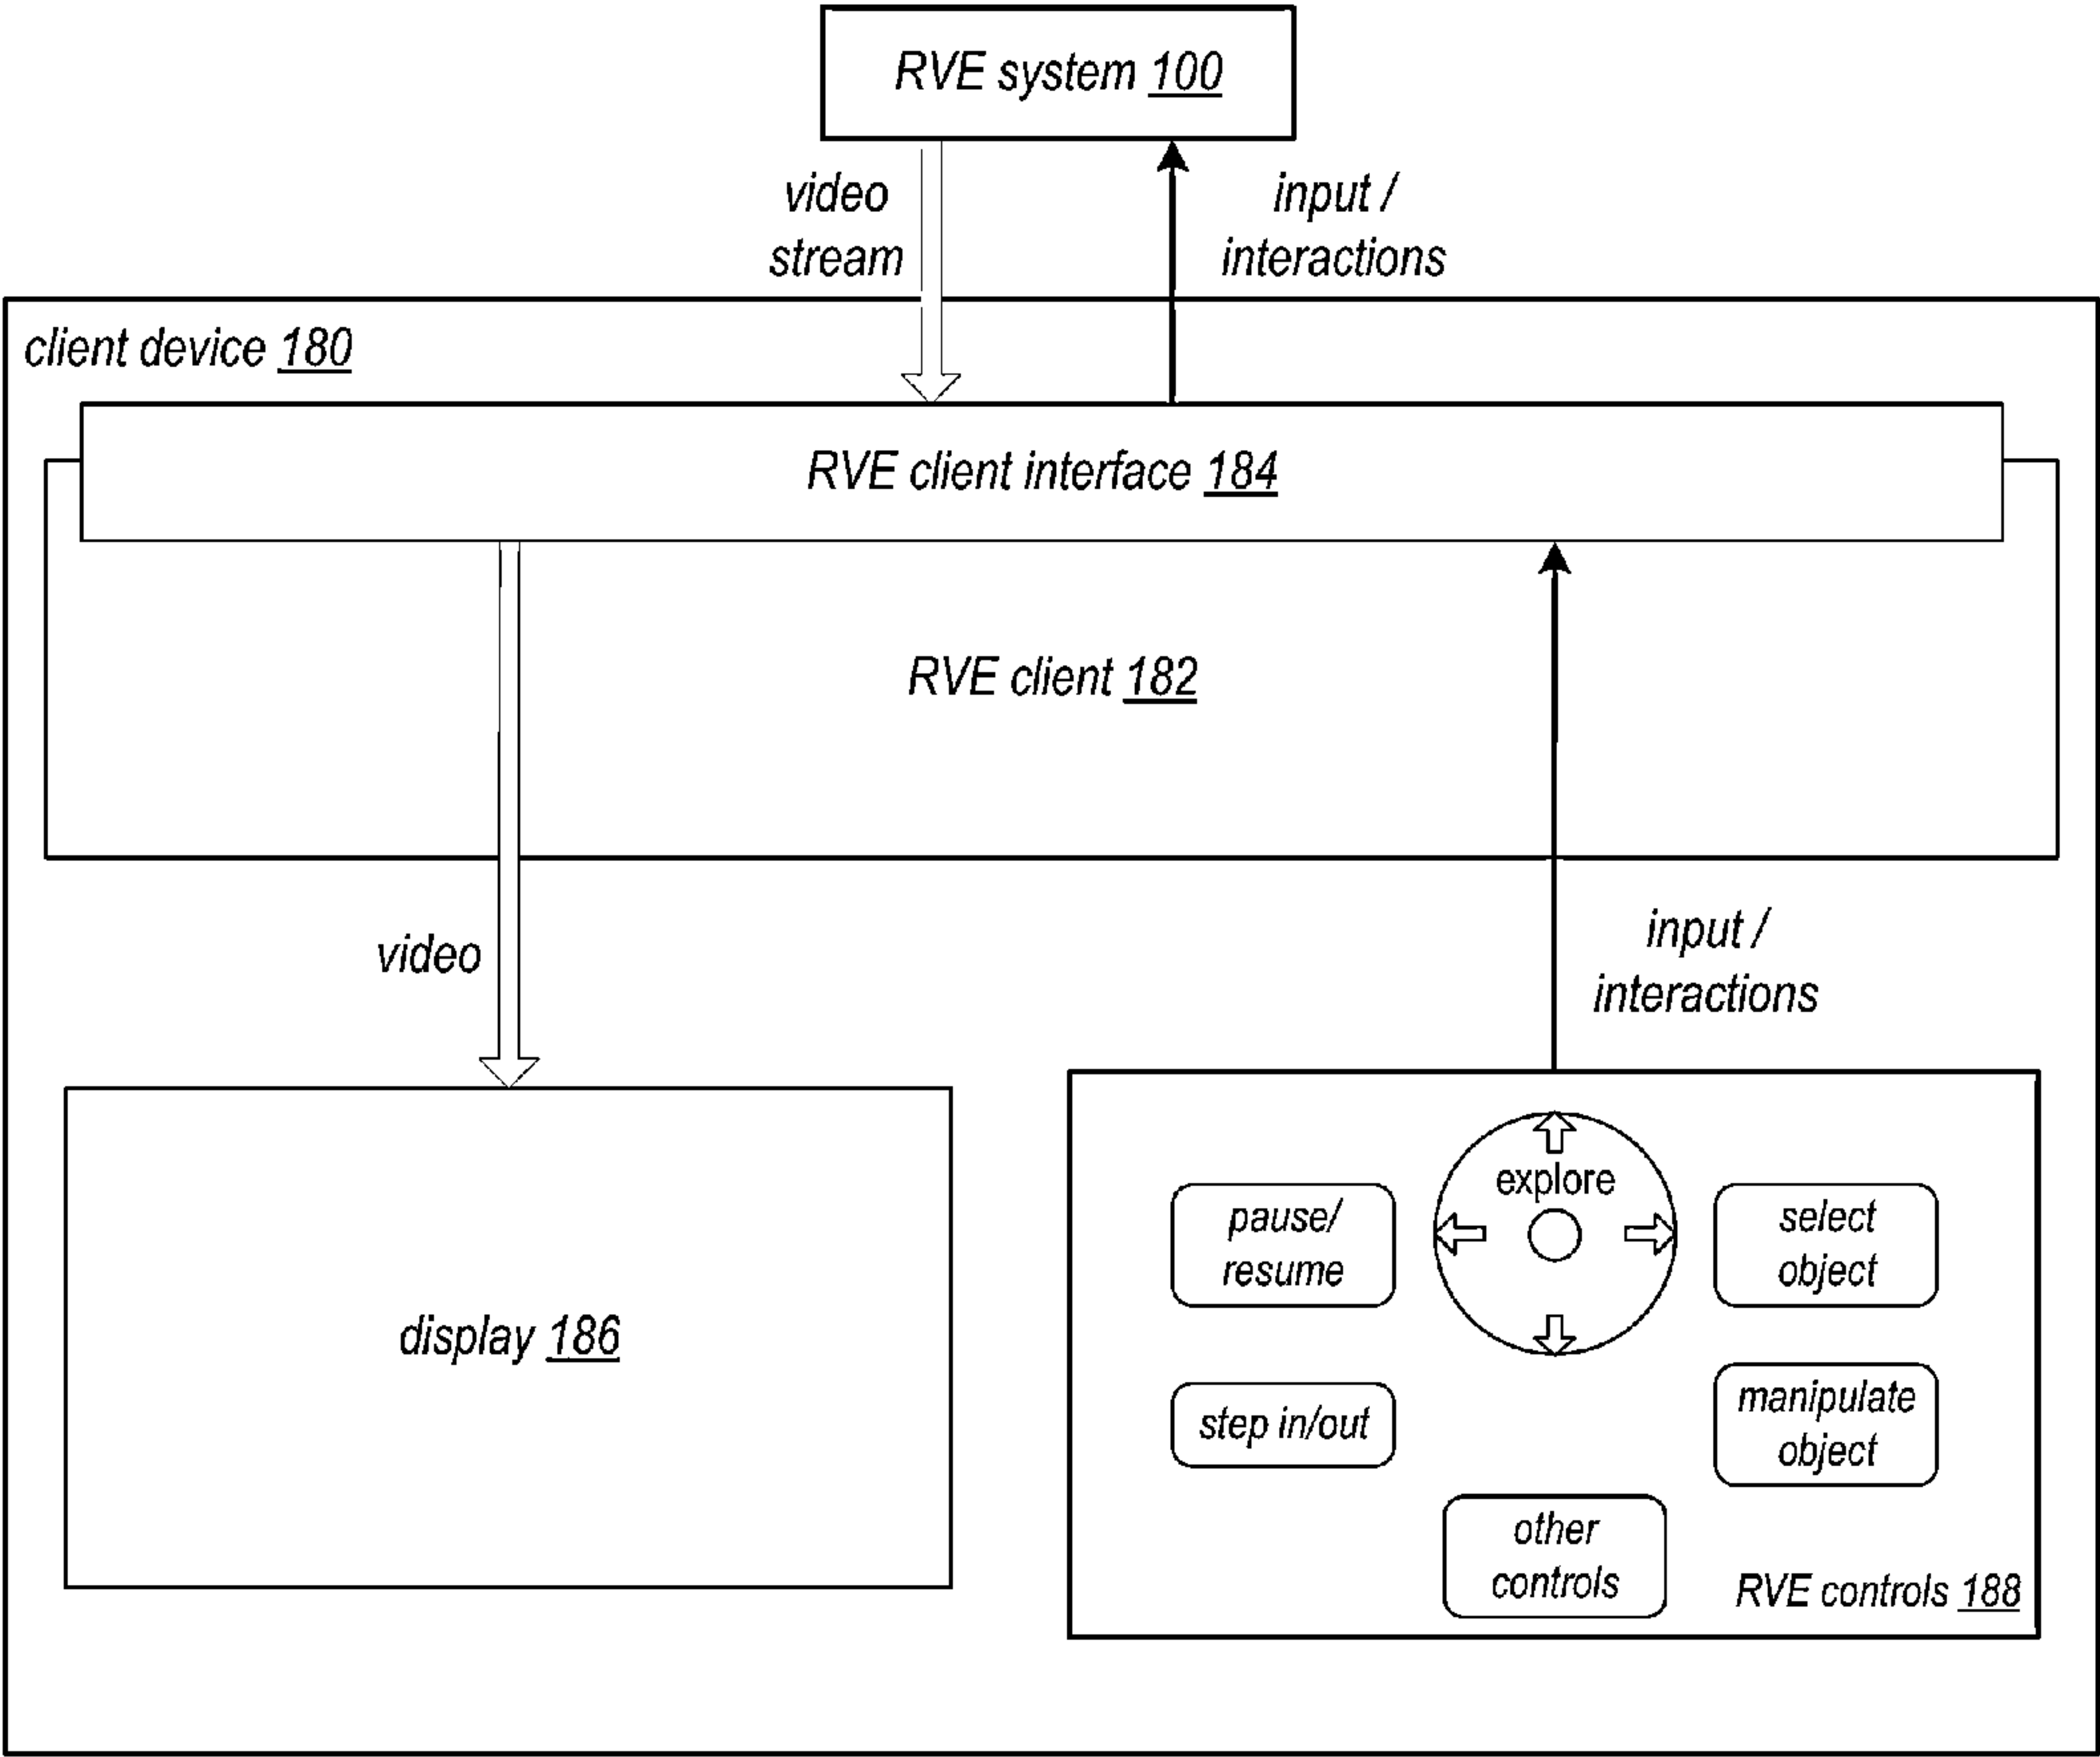 RVE system 100
video
stream
input /
interactions
client device 180
RVE client interface 184
RVE client 182
video
input /
interactions
display 186
explore
pause/
resume
select
object
step in/out
manipulate
object
other
controls
RVE controls 188